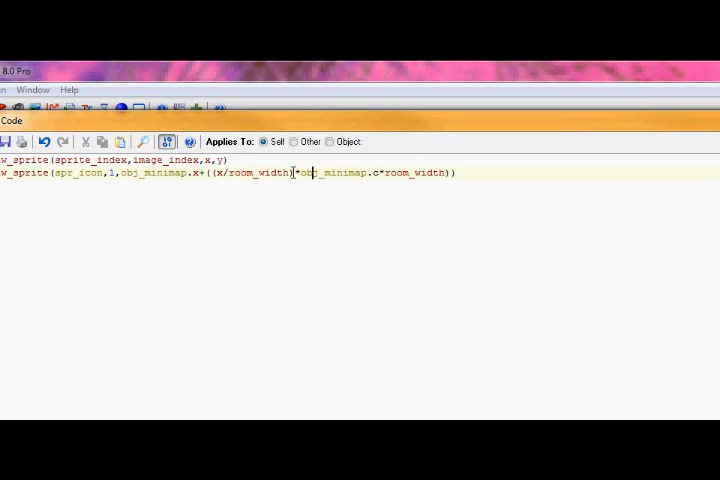 8.0 Pro
Window Help
Code
Applies To: Self Other Object:
w_sprite(sprite_index,image_index,x,y)
w_sprite(spr_icon,1,obj_minimap.x+((x/room_width)*obj_minimap.c*room_width))